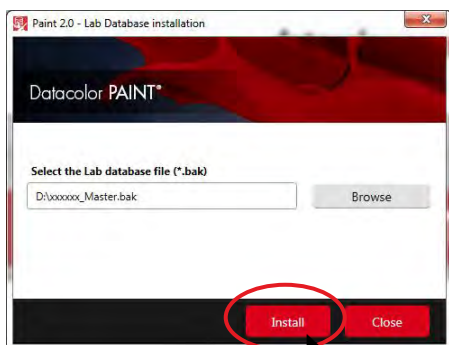 Paint 2.0 - Lab Database installation
Datacolor PAINT®
Select the Lab database file (*.bak)
D:\xxxxxx_Master.bak
Browse
Install
Close